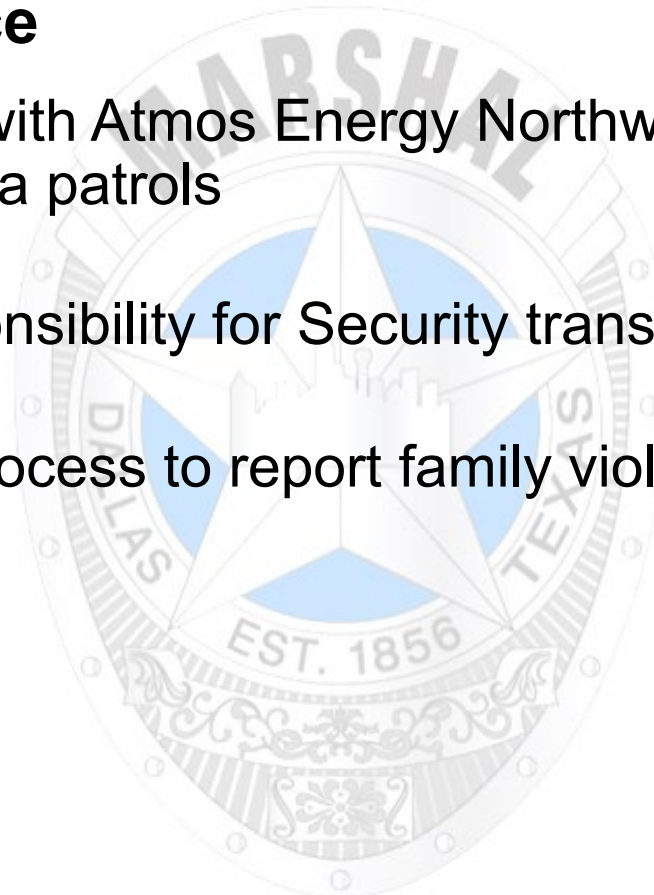 ce
with Atmos Energy Northw
a patrols
onsibility for Security trans
ocess to report family viol
MARSHAL
DALLAS
TEXAS
EST. 1856